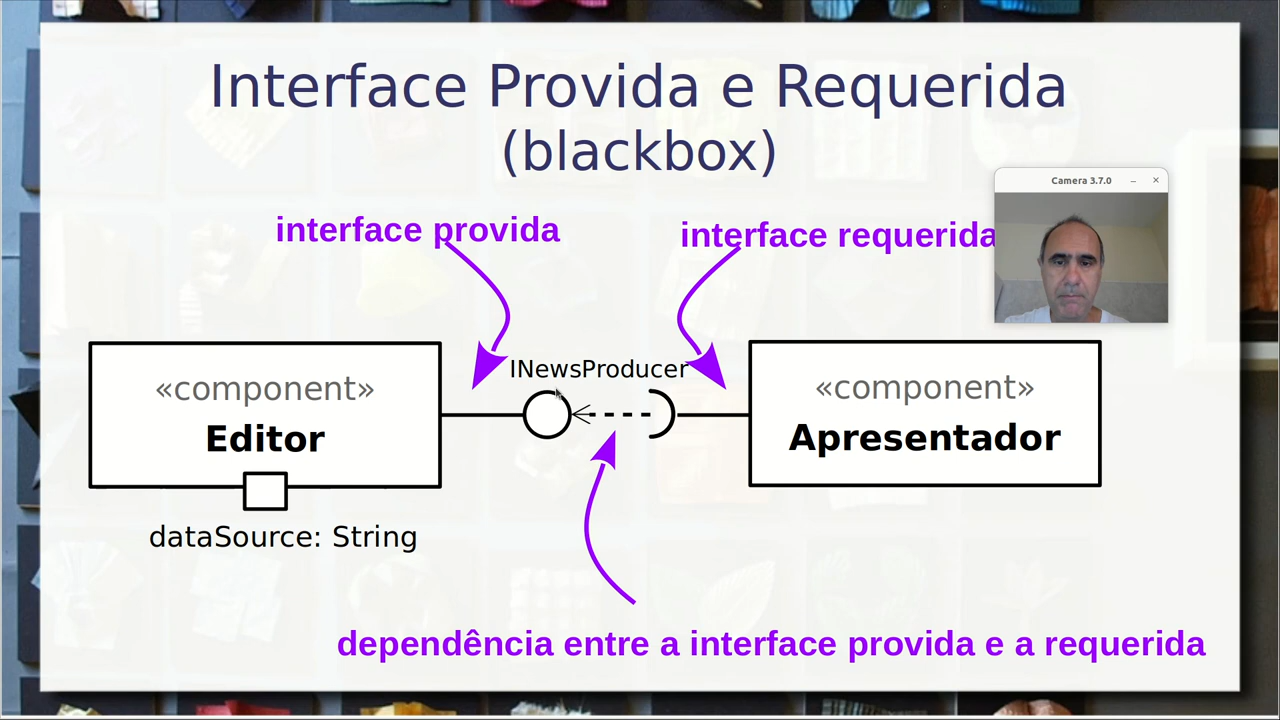 Interface Provida e Requerida
(blackbox)
Camera 3.7.0
interface provida
interface requerida
INewsProducer
«component»
Editor
«component»
Apresentador
dataSource: String
dependência entre a interface provida e a requerida